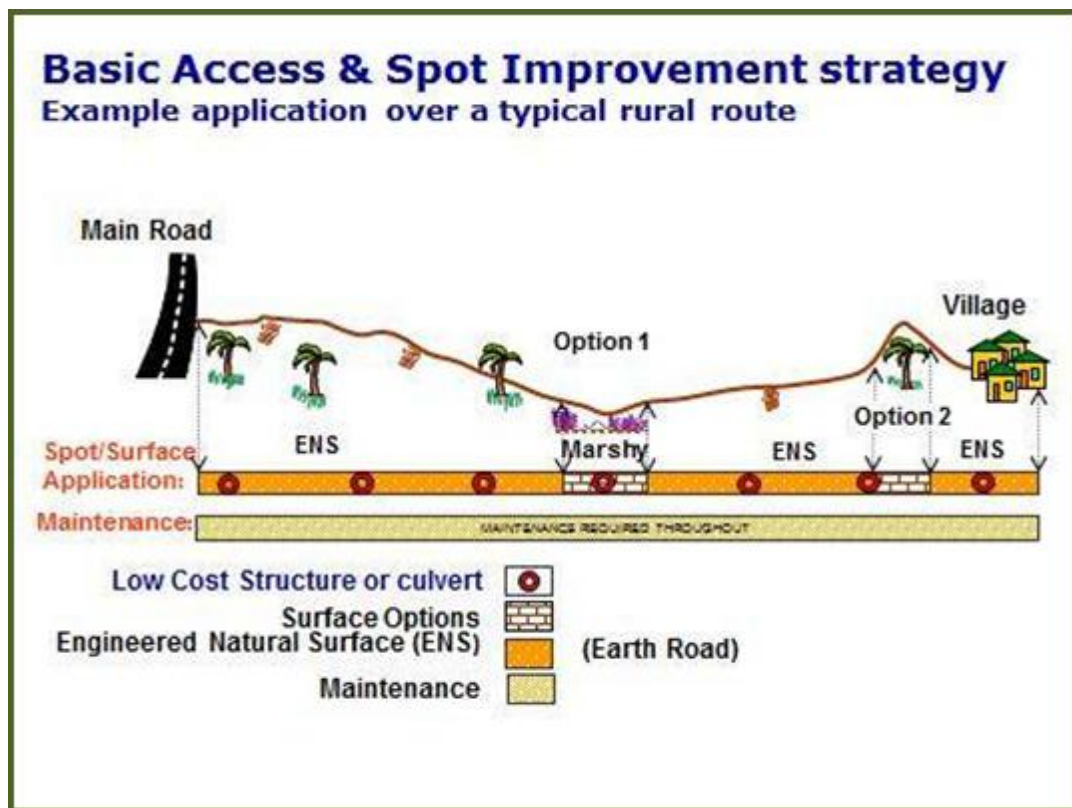 Basic Access & Spot Improvement strategy
Example application over a typical rural route
Main Road
Option 1
Village
Option 2
ENS
Marshy
ENS
ENS
Spot/Surface
Application:
Maintenance:
MAINTENANCE REQUIRED THROUGHOUT
Low Cost Structure or culvert
Surface Options
Engineered Natural Surface (ENS)
(Earth Road)
Maintenance